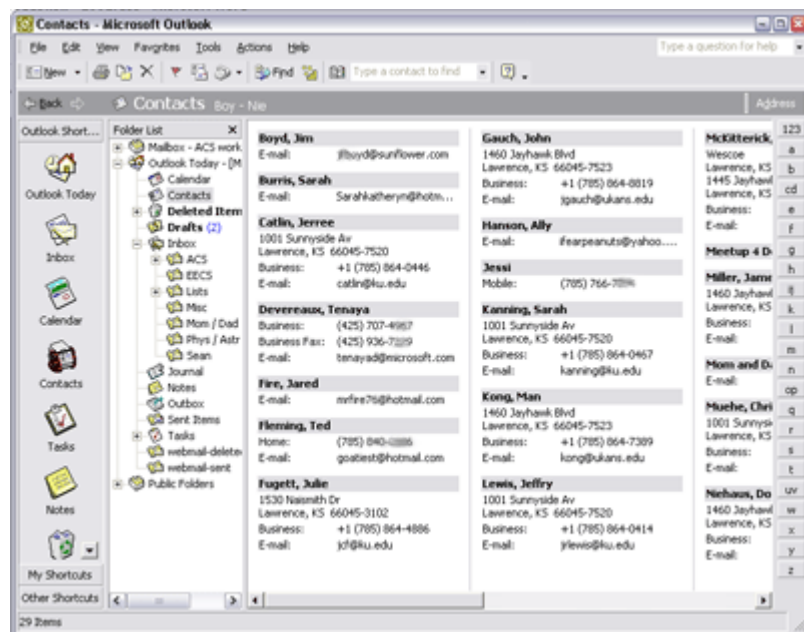 Contacts - Microsoft Outlook
File Edit View Favorites Tools Actions Help
Type a question for help
New Find Type a contact to find
Back Contacts Boy - Nie Address
Outlook Short...
Outlook Today
Inbox
Calendar
Contacts
Tasks
Notes
My Shortcuts
Other Shortcuts
Folder List X
Mailbox - ACS work
Outlook Today - [M
Calendar
Contacts
Deleted Item
Drafts (2)
Inbox
ACS
EECS
Lists
Misc
Mom / Dad
Phys / Astr
Sean
Journal
Notes
Outbox
Sent Items
Tasks
webmail-delete
webmail-sent
Public Folders
Boyd, Jim
E-mail: jlboyd@sunflower.com
Burris, Sarah
E-mail: Sarahkatheryn@hotm...
Catlin, Jerree
1001 Sunnyside Av
Lawrence, KS 66045-7520
Business: +1 (785) 864-0446
E-mail: catlin@ku.edu
Devereaux, Tenaya
Business: (425) 707-
Business Fax: (425) 936-
E-mail: tenayad@microsoft.com
Fire, Jared
E-mail: mrfire76@hotmail.com
Fleming, Ted
Home: (785) 840-
E-mail: goatiest@hotmail.com
Fugett, Julie
1530 Naismith Dr
Lawrence, KS 66045-3102
Business: +1 (785) 864-4886
E-mail: jcf@ku.edu
Gauch, John
1460 Jayhawk Blvd
Lawrence, KS 66045-7523
Business: +1 (785) 864-8819
E-mail: jgauch@ukans.edu
Hanson, Ally
E-mail: ifearpeanuts@yahoo....
Jessi
Mobile: (785) 766-
Kanning, Sarah
1001 Sunnyside Av
Lawrence, KS 66045-7520
Business: +1 (785) 864-0467
E-mail: kanning@ku.edu
Kong, Man
1460 Jayhawk Blvd
Lawrence, KS 66045-7523
Business: +1 (785) 864-7389
E-mail: kong@ukans.edu
Lewis, Jeffry
1001 Sunnyside Av
Lawrence, KS 66045-7520
Business: +1 (785) 864-0414
E-mail: jrlewis@ku.edu
McKitterick,
Wescoe
Lawrence, KS
1445 Jayhawk
Lawrence, KS
Business:
E-mail:
Meetup 4 D
Miller, Jame
1460 Jayhawk
Lawrence, KS
Business:
E-mail:
Mom and D
E-mail:
Muehe, Chri
1001 Sunnysi
Lawrence, KS
Business:
E-mail:
Niehaus, Do
1460 Jayhawk
Lawrence, KS
Business:
E-mail:
123
a
b
cd
e
f
g
h
ij
k
l
m
n
op
q
r
s
t
uv
w
x
y
z
29 Items